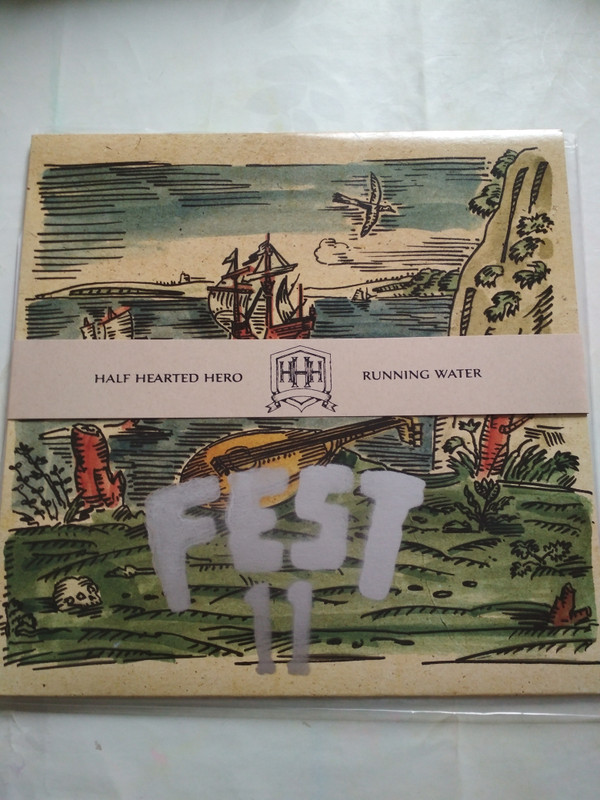 HALF HEARTED HERO
HHH
RUNNING WATER
FEST
11